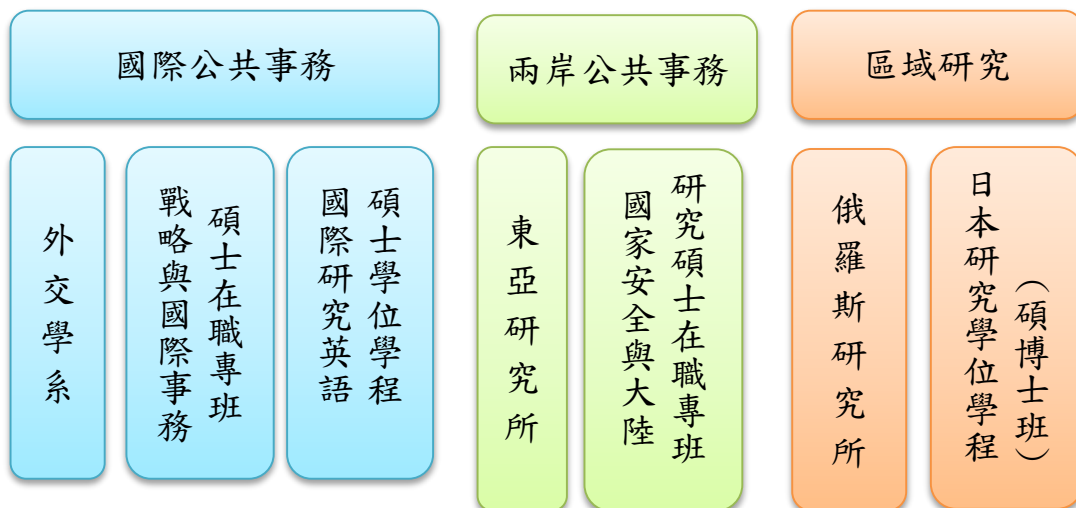 國際公共事務
兩岸公共事務
區域研究
外交學系
戰略與國際事務
碩士在職專班
國際研究英語
碩士學位學程
東亞研究所
國家安全與大陸
研究碩士在職專班
俄羅斯研究所
日本研究學位學程
（碩博士班）